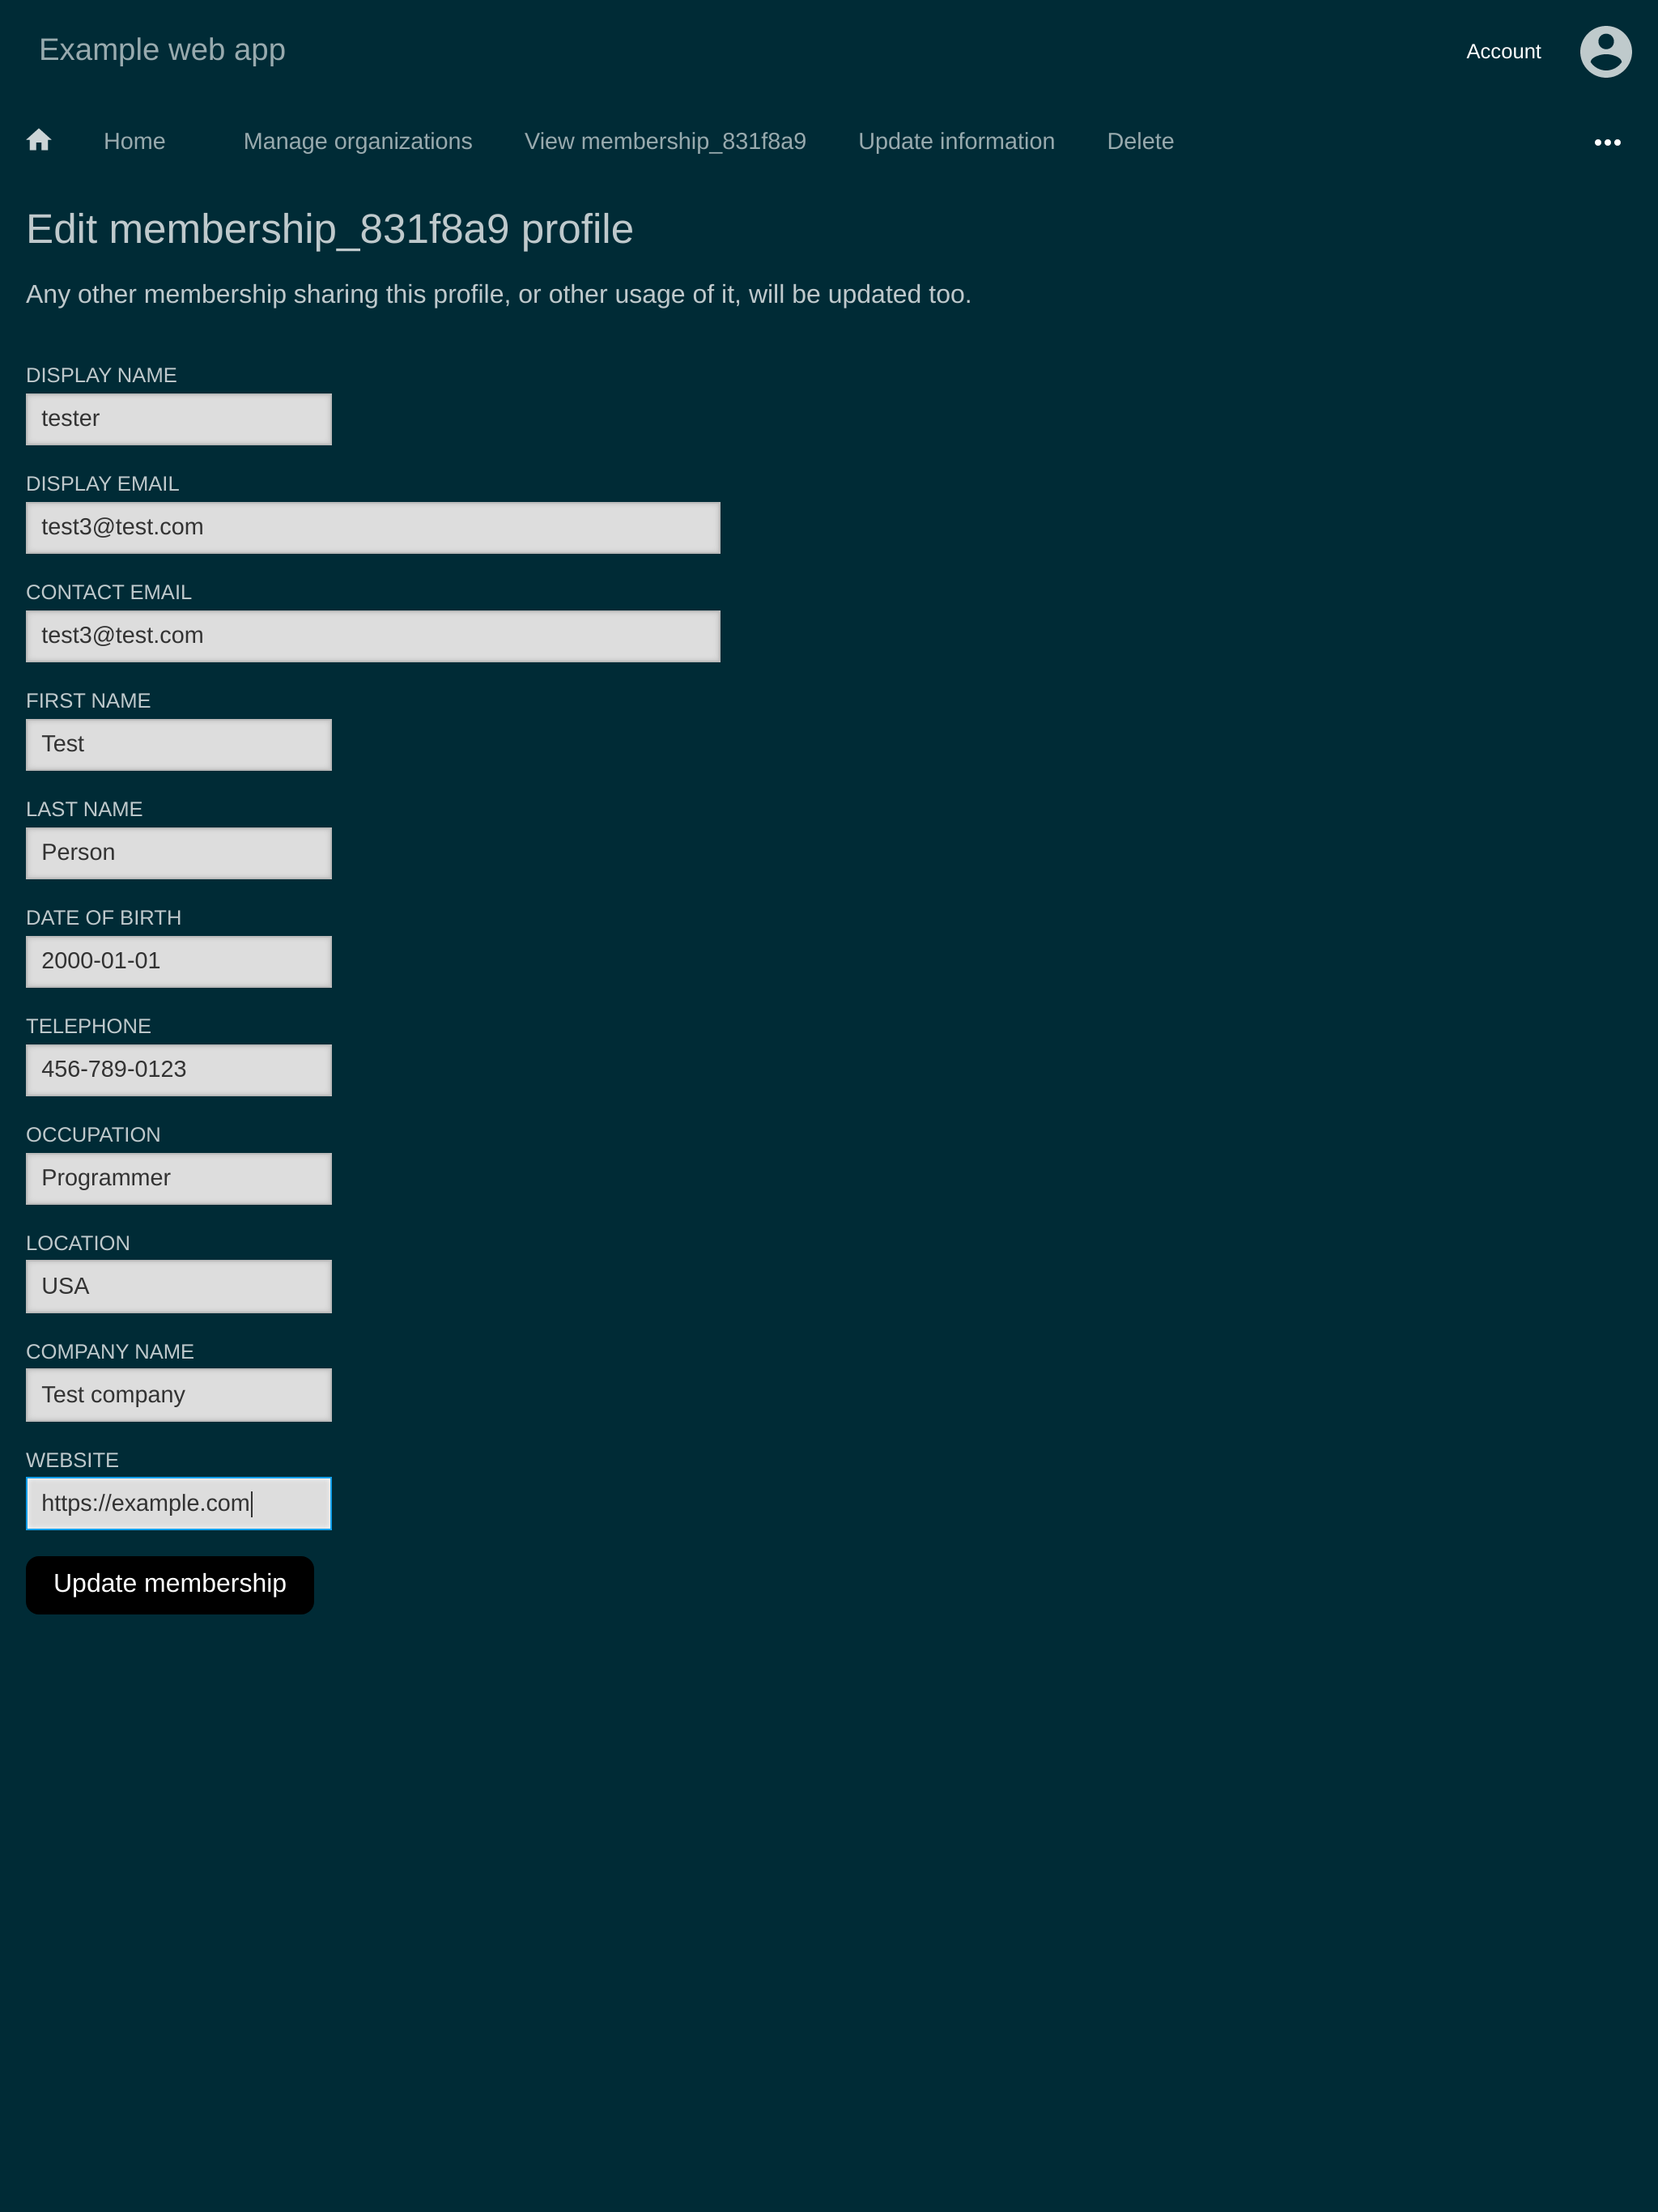 Example web app
Account
Home Manage organizations View membership_831f8a9 Update information Delete
Edit membership_831f8a9 profile
Any other membership sharing this profile, or other usage of it, will be updated too.
DISPLAY NAME
tester
DISPLAY EMAIL
test3@test.com
CONTACT EMAIL
test3@test.com
FIRST NAME
Test
LAST NAME
Person
DATE OF BIRTH
2000-01-01
TELEPHONE
456-789-0123
OCCUPATION
Programmer
LOCATION
USA
COMPANY NAME
Test company
WEBSITE
https://example.com
Update membership